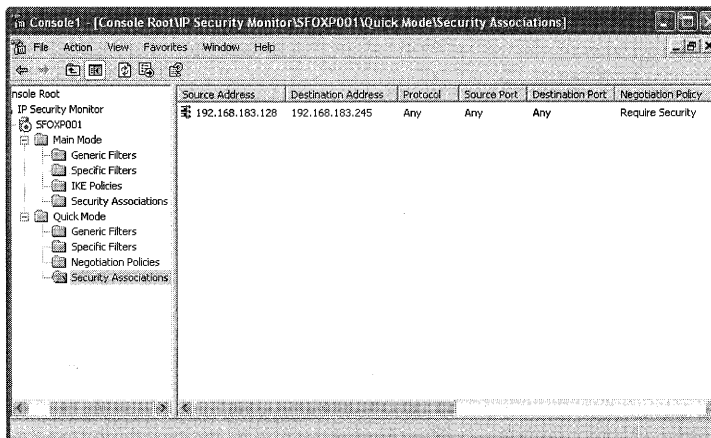 Console1 - [Console Root\IP Security Monitor\SFOXP001\Quick Mode\Security Associations]
File Action View Favorites Window Help
nsole Root
IP Security Monitor
SFOXP001
Main Mode
Generic Filters
Specific Filters
IKE Policies
Security Associations
Quick Mode
Generic Filters
Specific Filters
Negotiation Policies
Security Associations
Source Address Destination Address Protocol Source Port Destination Port Negotiation Policy
192.168.183.128 192.168.183.245 Any Any Any Require Security